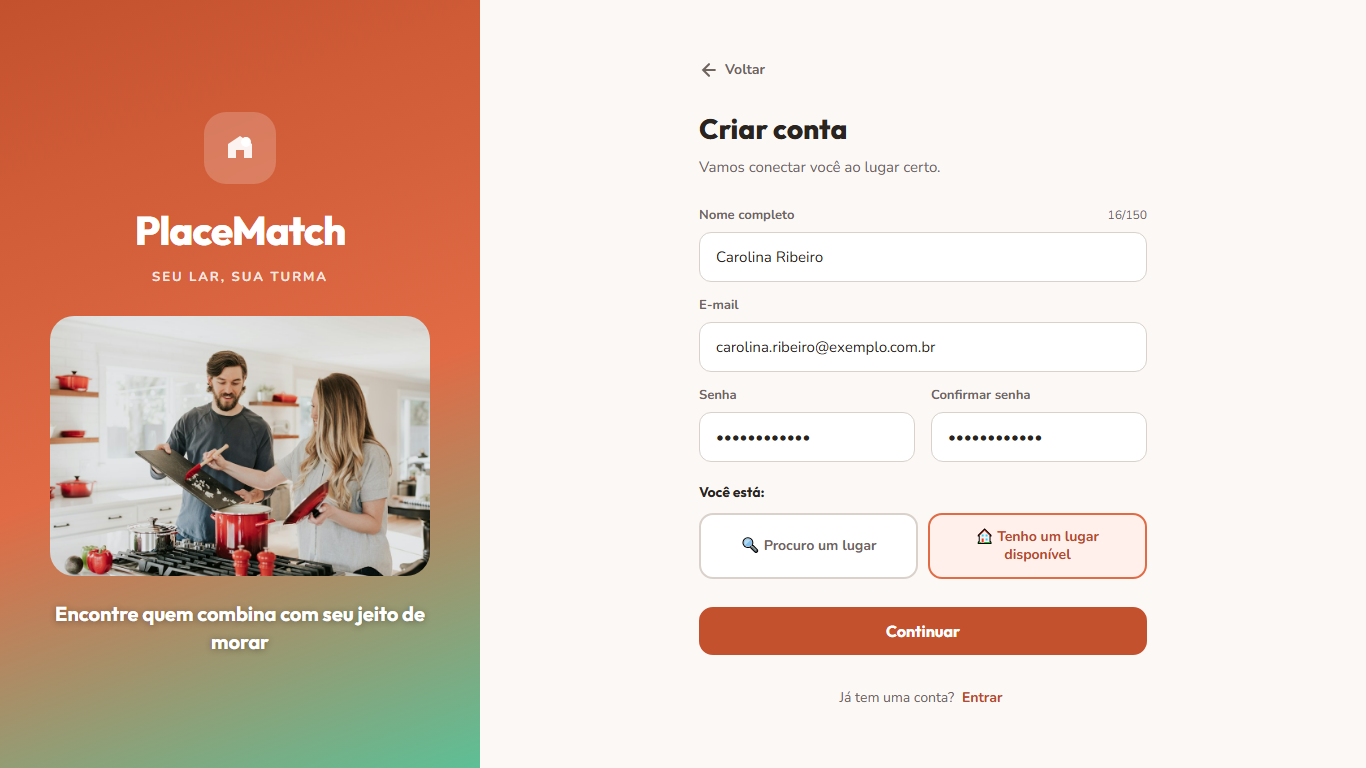 PlaceMatch
SEU LAR, SUA TURMA
Encontre quem combina com seu jeito de
morar
Voltar
Criar conta
Vamos conectar você ao lugar certo.
Nome completo 16/150
Carolina Ribeiro
E-mail
carolina.ribeiro@exemplo.com.br
Senha Confirmar senha
•••••••••••• ••••••••••••
Você está:
🔍 Procuro um lugar
🏠 Tenho um lugar
disponível
Continuar
Já tem uma conta? Entrar